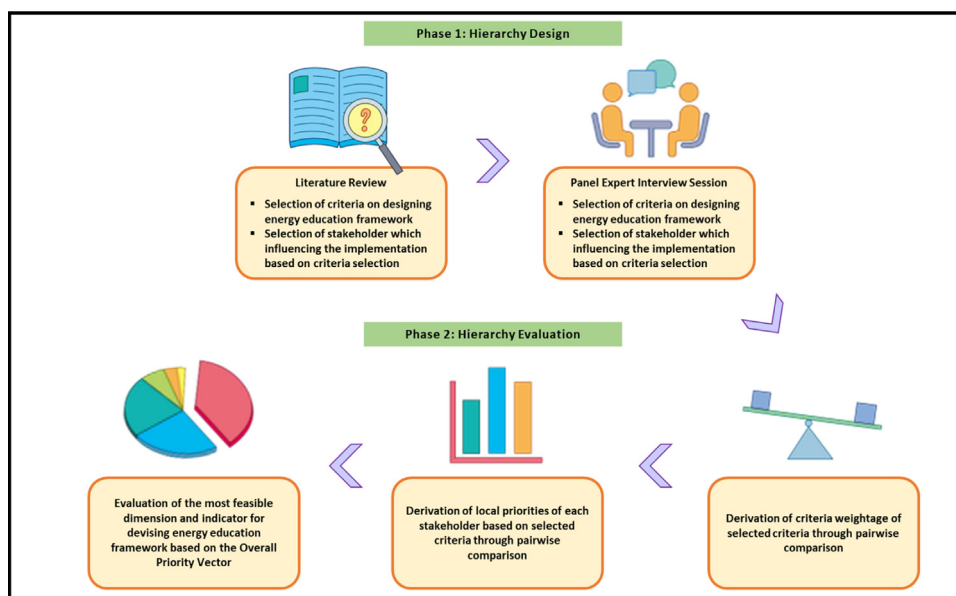 Phase 1: Hierarchy Design
?
Literature Review
▪ Selection of criteria on designing
energy education framework
▪ Selection of stakeholder which
influencing the implementation
based on criteria selection
Panel Expert Interview Session
▪ Selection of criteria on designing
energy education framework
▪ Selection of stakeholder which
influencing the implementation
based on criteria selection
Phase 2: Hierarchy Evaluation
Derivation of criteria weightage of
selected criteria through pairwise
comparison
Derivation of local priorities of each
stakeholder based on selected
criteria through pairwise
comparison
Evaluation of the most feasible
dimension and indicator for
devising energy education
framework based on the Overall
Priority Vector